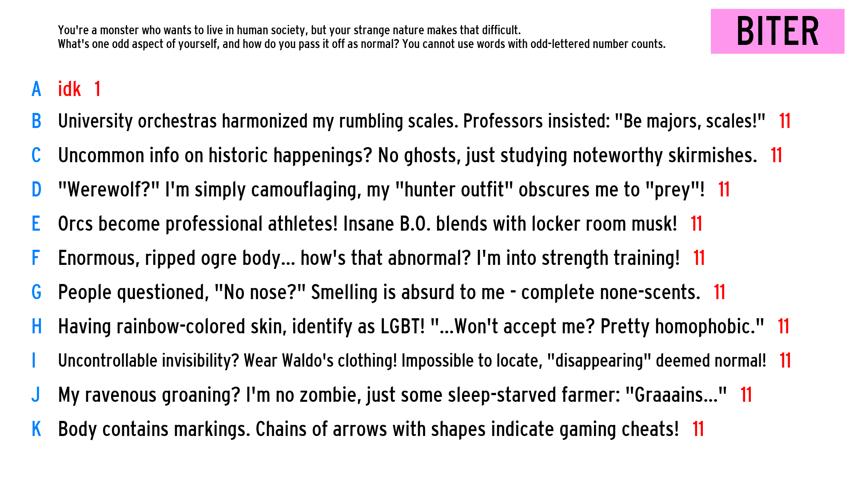 You're a monster who wants to live in human society, but your strange nature makes that difficult.
What's one odd aspect of yourself, and how do you pass it off as normal? You cannot use words with odd-lettered number counts.
BITER
A idk 1
B University orchestras harmonized my rumbling scales. Professors insisted: "Be majors, scales!" 11
C Uncommon info on historic happenings? No ghosts, just studying noteworthy skirmishes. 11
D "Werewolf?" I'm simply camouflaging, my "hunter outfit" obscures me to "prey"! 11
E Orcs become professional athletes! Insane B.O. blends with locker room musk! 11
F Enormous, ripped ogre body... how's that abnormal? I'm into strength training! 11
G People questioned, "No nose?" Smelling is absurd to me - complete none-scents. 11
H Having rainbow-colored skin, identify as LGBT! "...Won't accept me? Pretty homophobic." 11
I Uncontrollable invisibility? Wear Waldo's clothing! Impossible to locate, "disappearing" deemed normal! 11
J My ravenous groaning? I'm no zombie, just some sleep-starved farmer: "Graaains..." 11
K Body contains markings. Chains of arrows with shapes indicate gaming cheats! 11